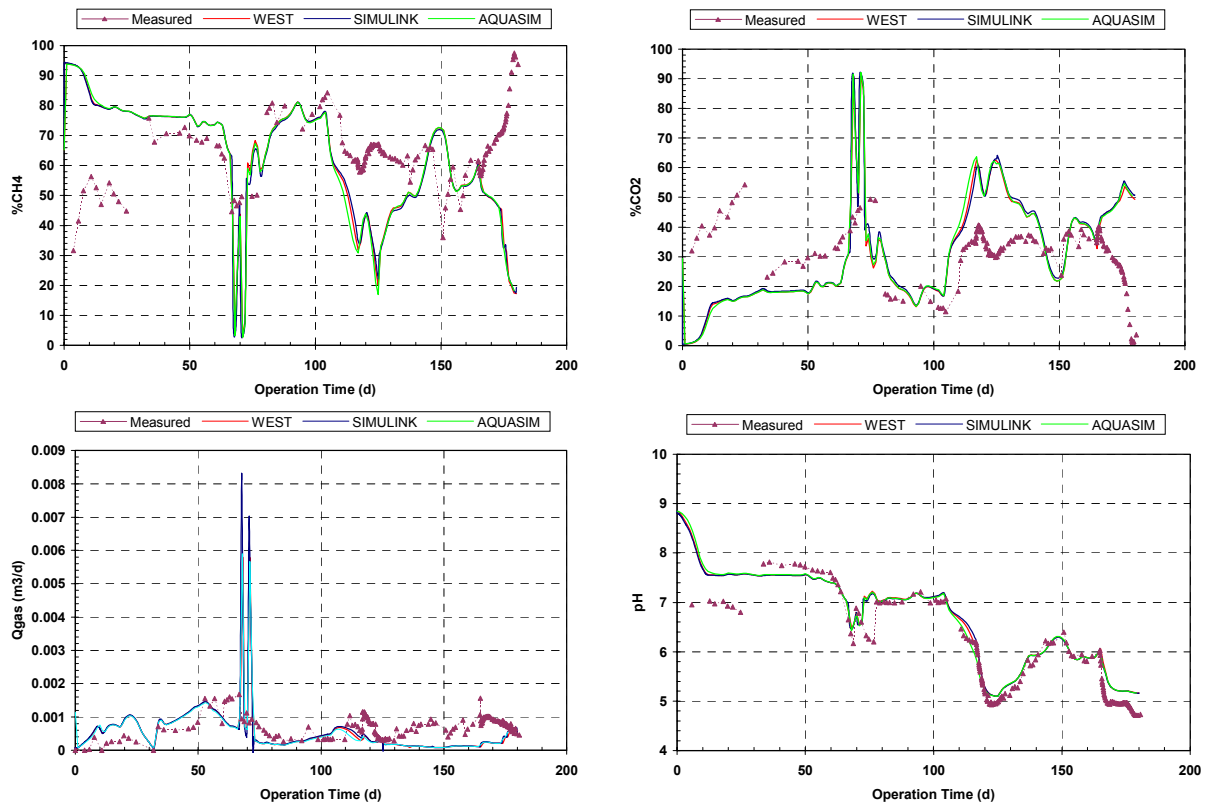 Measured WEST SIMULINK AQUASIM
100
90
80
70
60
50
40
30
20
10
0
%CH4
0 50 100 150 200
Operation Time (d)
Measured WEST SIMULINK AQUASIM
100
90
80
70
60
50
40
30
20
10
0
%CO2
0 50 100 150 200
Operation Time (d)
Measured WEST SIMULINK AQUASIM
0.009
0.008
0.007
0.006
0.005
0.004
0.003
0.002
0.001
0
Qgas (m3/d)
0 50 100 150 200
Operation Time (d)
Measured WEST SIMULINK AQUASIM
10
9
8
7
6
5
4
pH
0 50 100 150 200
Operation Time (d)